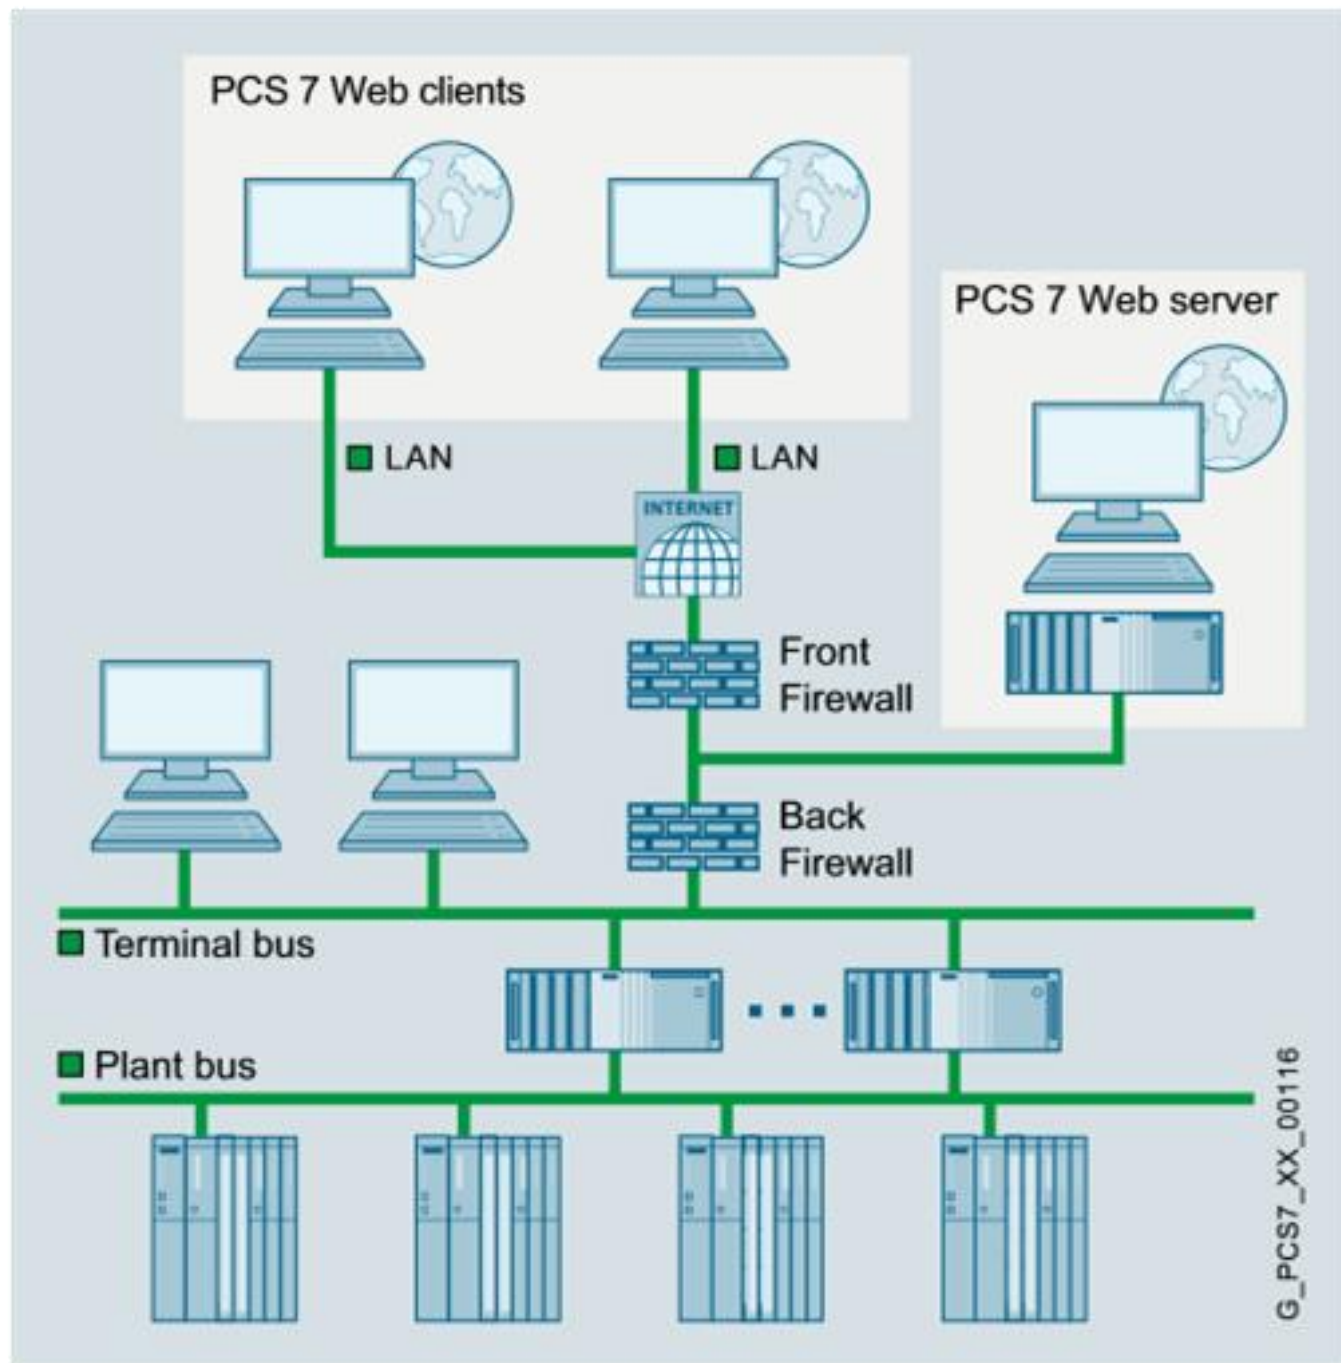 PCS 7 Web clients
PCS 7 Web server
LAN
LAN
INTERNET
Front
Firewall
Back
Firewall
Terminal bus
Plant bus
G_PCS7_XX_00116